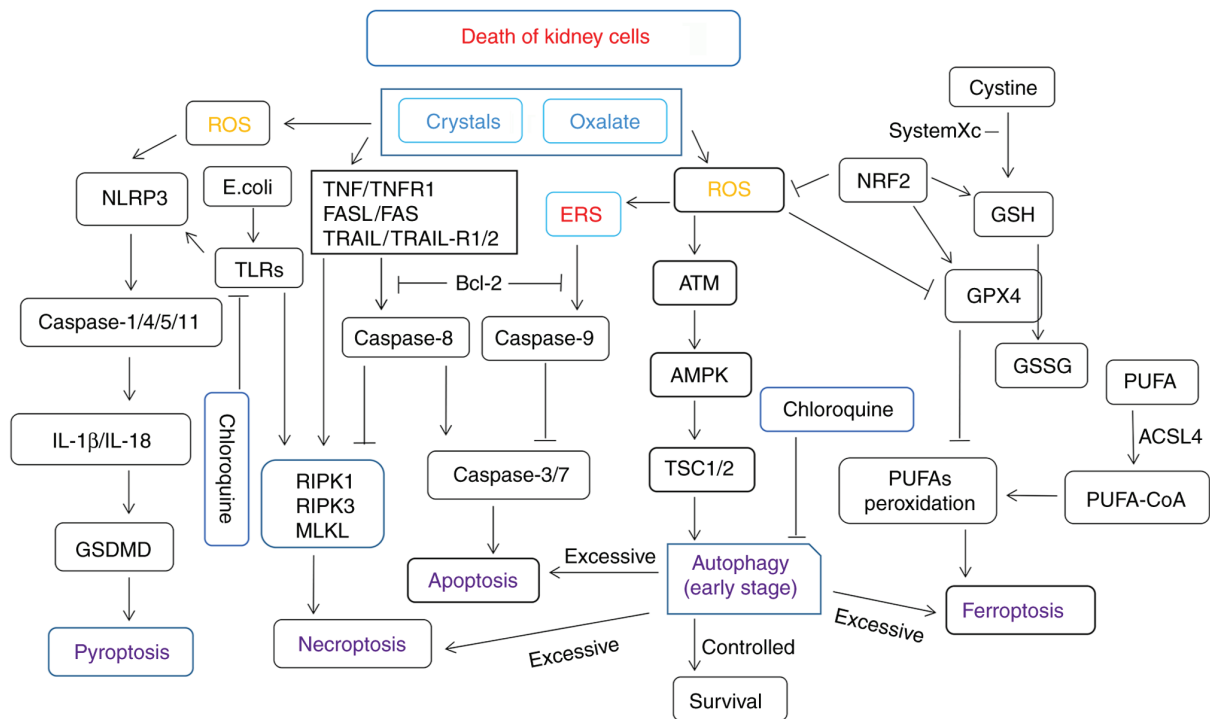 Death of kidney cells
Crystals
Oxalate
ROS
NLRP3
E.coli
TLRs
Caspase-1/4/5/11
IL-1β/IL-18
GSDMD
Pyroptosis
Chloroquine
TNF/TNFR1
FASL/FAS
TRAIL/TRAIL-R1/2
ERS
Bcl-2
Caspase-8
Caspase-9
RIPK1
RIPK3
MLKL
Caspase-3/7
Necroptosis
Apoptosis
ROS
ATM
AMPK
TSC1/2
Chloroquine
Autophagy
(early stage)
Excessive
Excessive
Excessive
Controlled
Survival
Cystine
SystemXc
NRF2
GSH
GPX4
GSSG
PUFA
ACSL4
PUFA-CoA
PUFAs
peroxidation
Ferroptosis